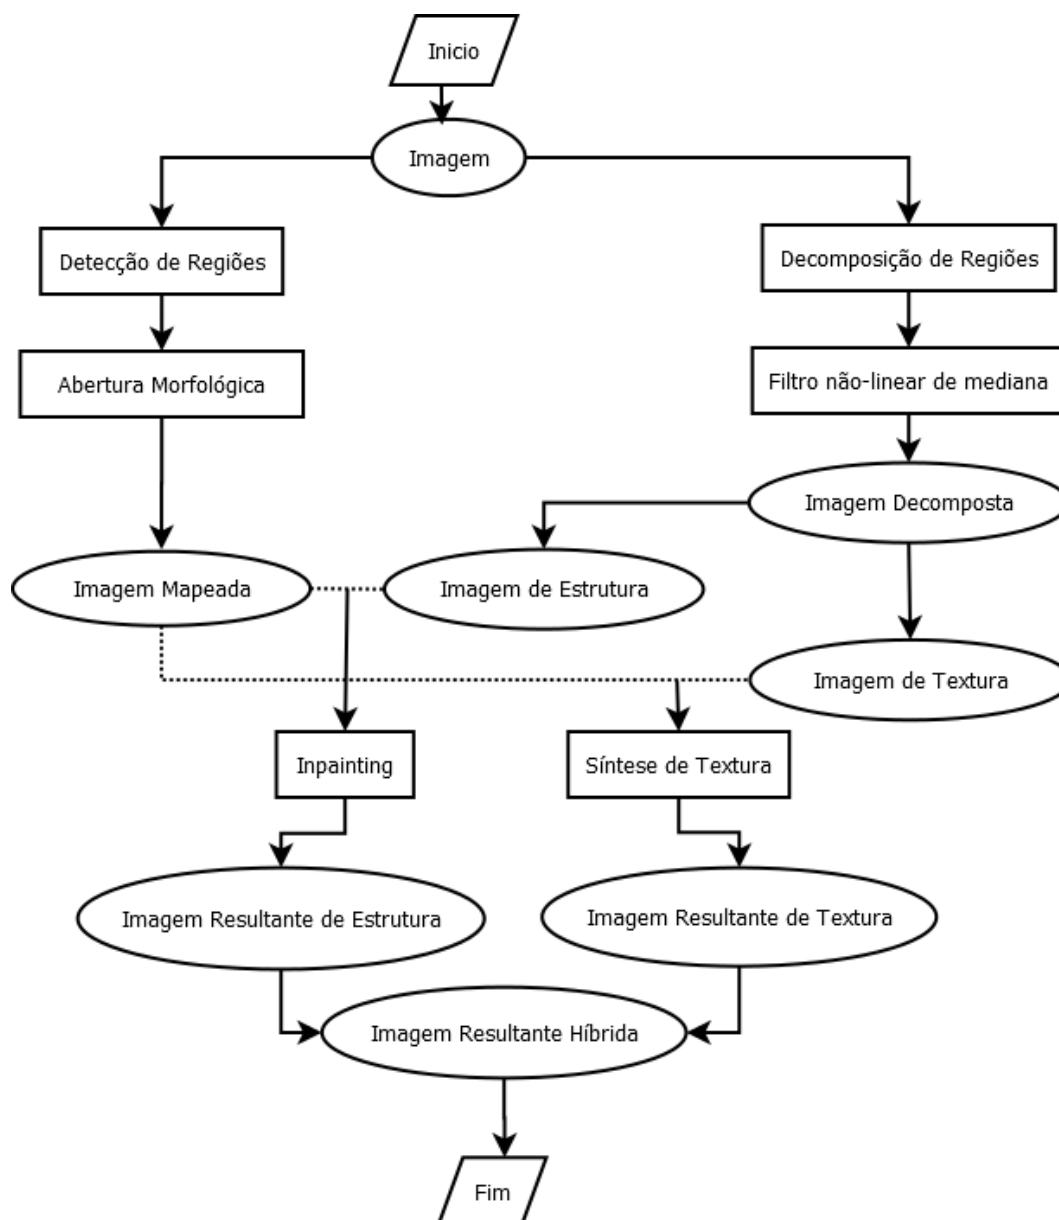 Inicio
Imagem
Detecção de Regiões
Decomposição de Regiões
Abertura Morfológica
Filtro não-linear de mediana
Imagem Decomposta
Imagem Mapeada
Imagem de Estrutura
Imagem de Textura
Inpainting
Síntese de Textura
Imagem Resultante de Estrutura
Imagem Resultante de Textura
Imagem Resultante Híbrida
Fim